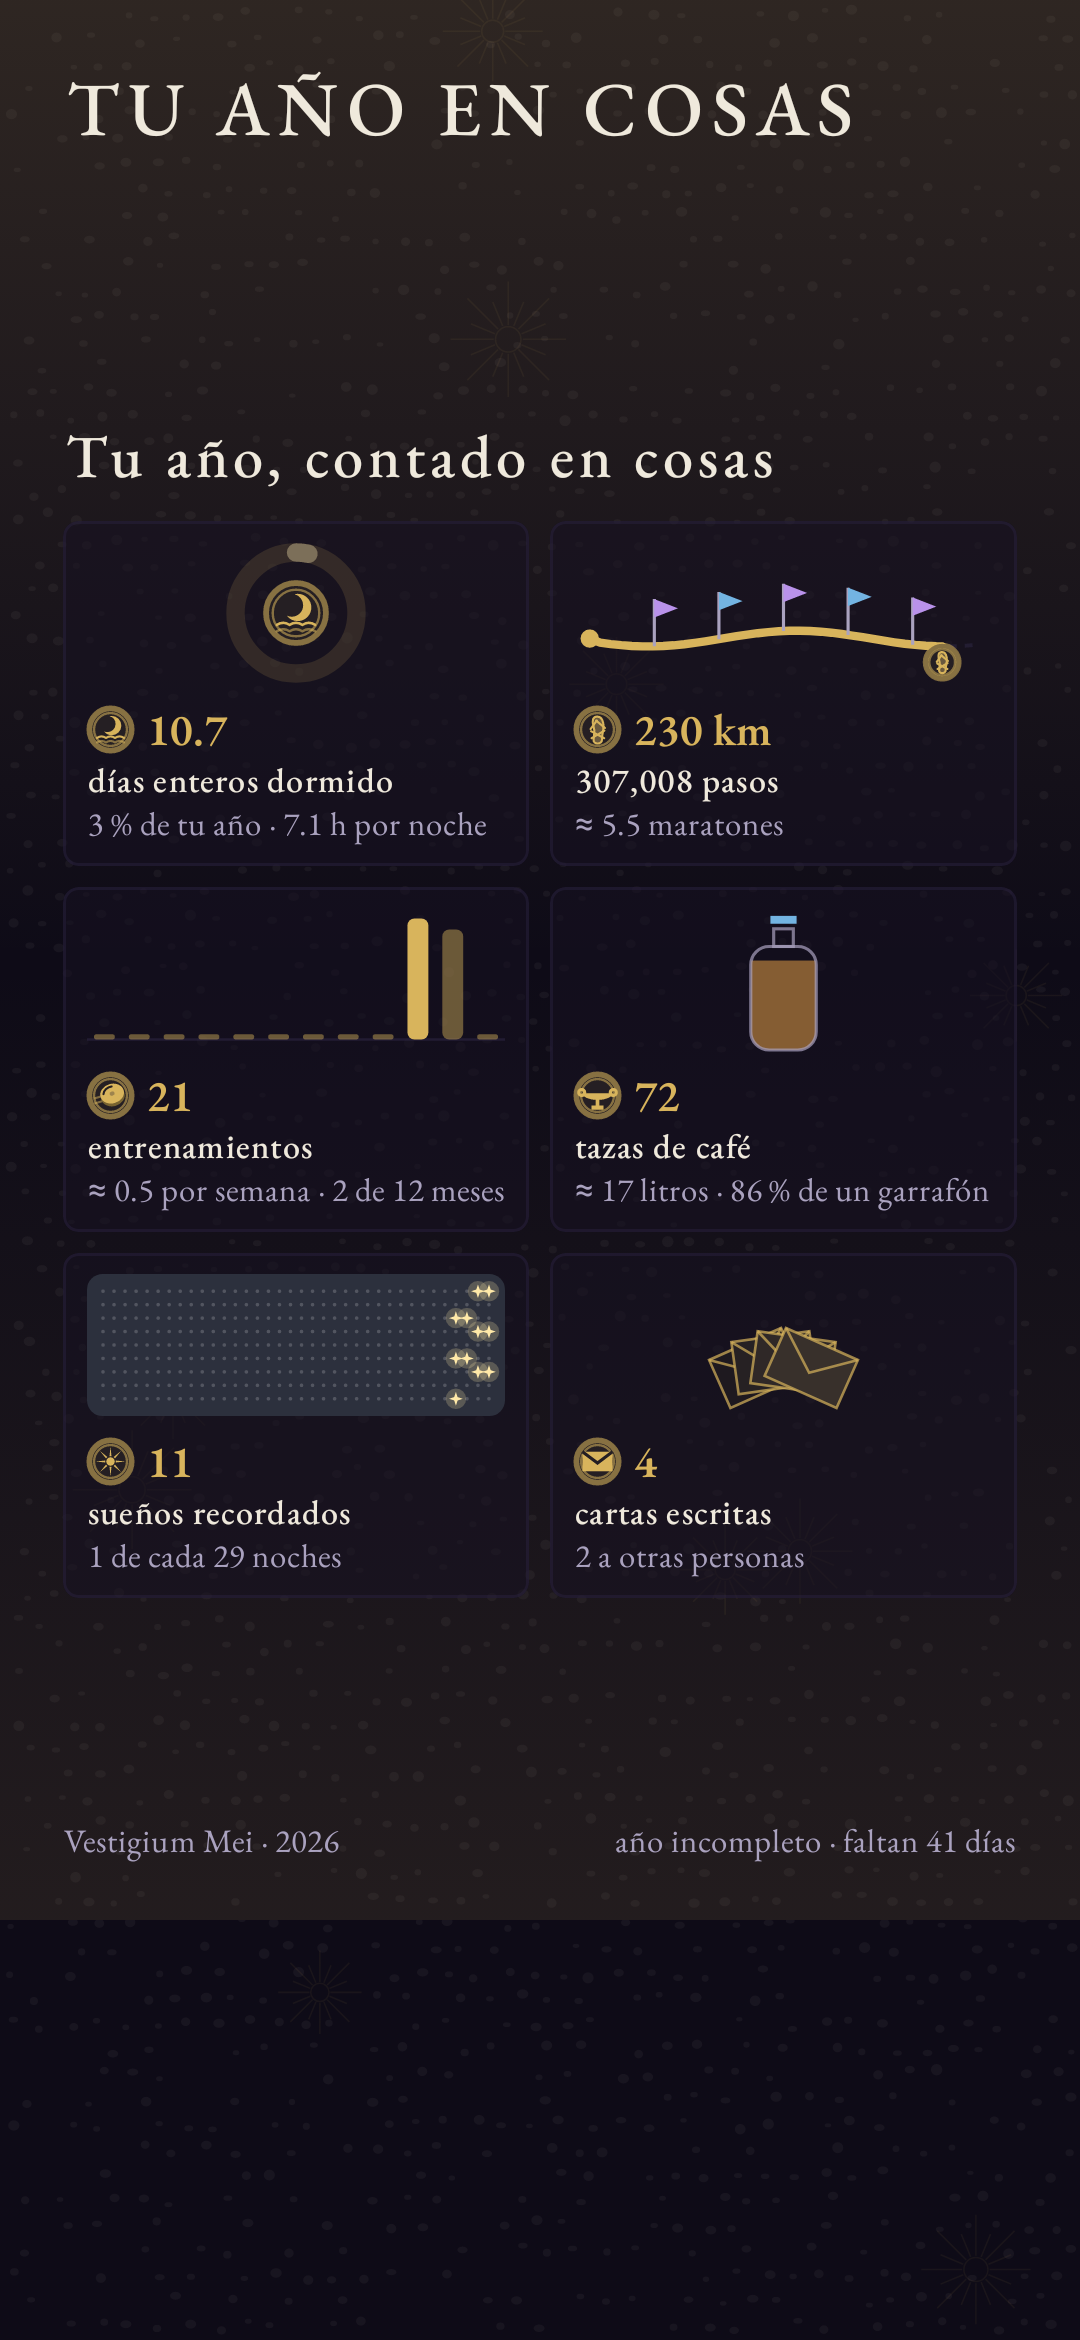 TU AÑO EN COSAS
Tu año, contado en cosas
10.7
días enteros dormido
3 % de tu año · 7.1 h por noche
230 km
307,008 pasos
≈ 5.5 maratones
21
entrenamientos
≈ 0.5 por semana · 2 de 12 meses
72
tazas de café
≈ 17 litros · 86 % de un garrafón
11
sueños recordados
1 de cada 29 noches
4
cartas escritas
2 a otras personas
Vestigium Mei · 2026
año incompleto · faltan 41 días